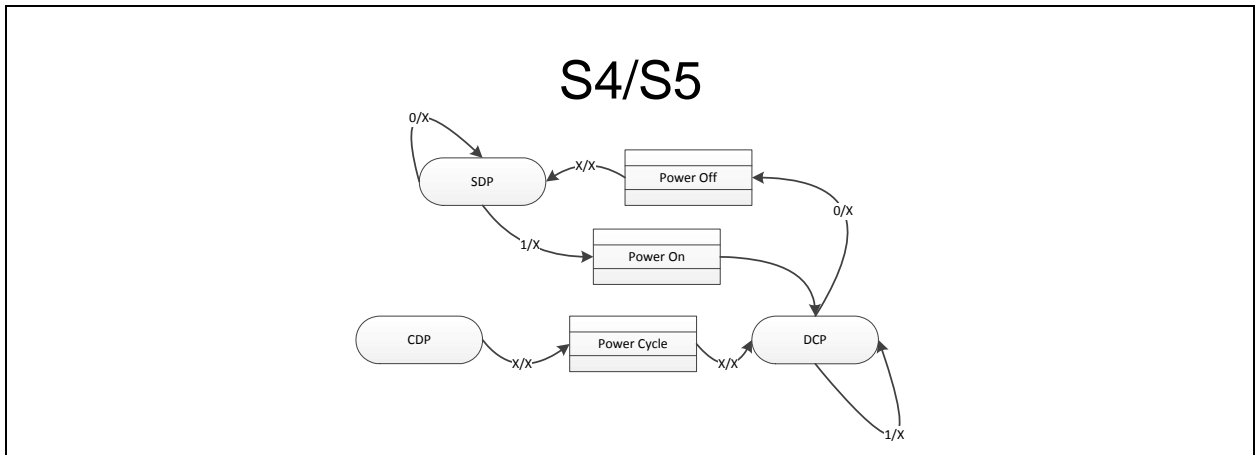 S4/S5
0/X
SDP
X/X
Power Off
0/X
1/X
Power On
CDP
X/X
Power Cycle
X/X
DCP
1/X